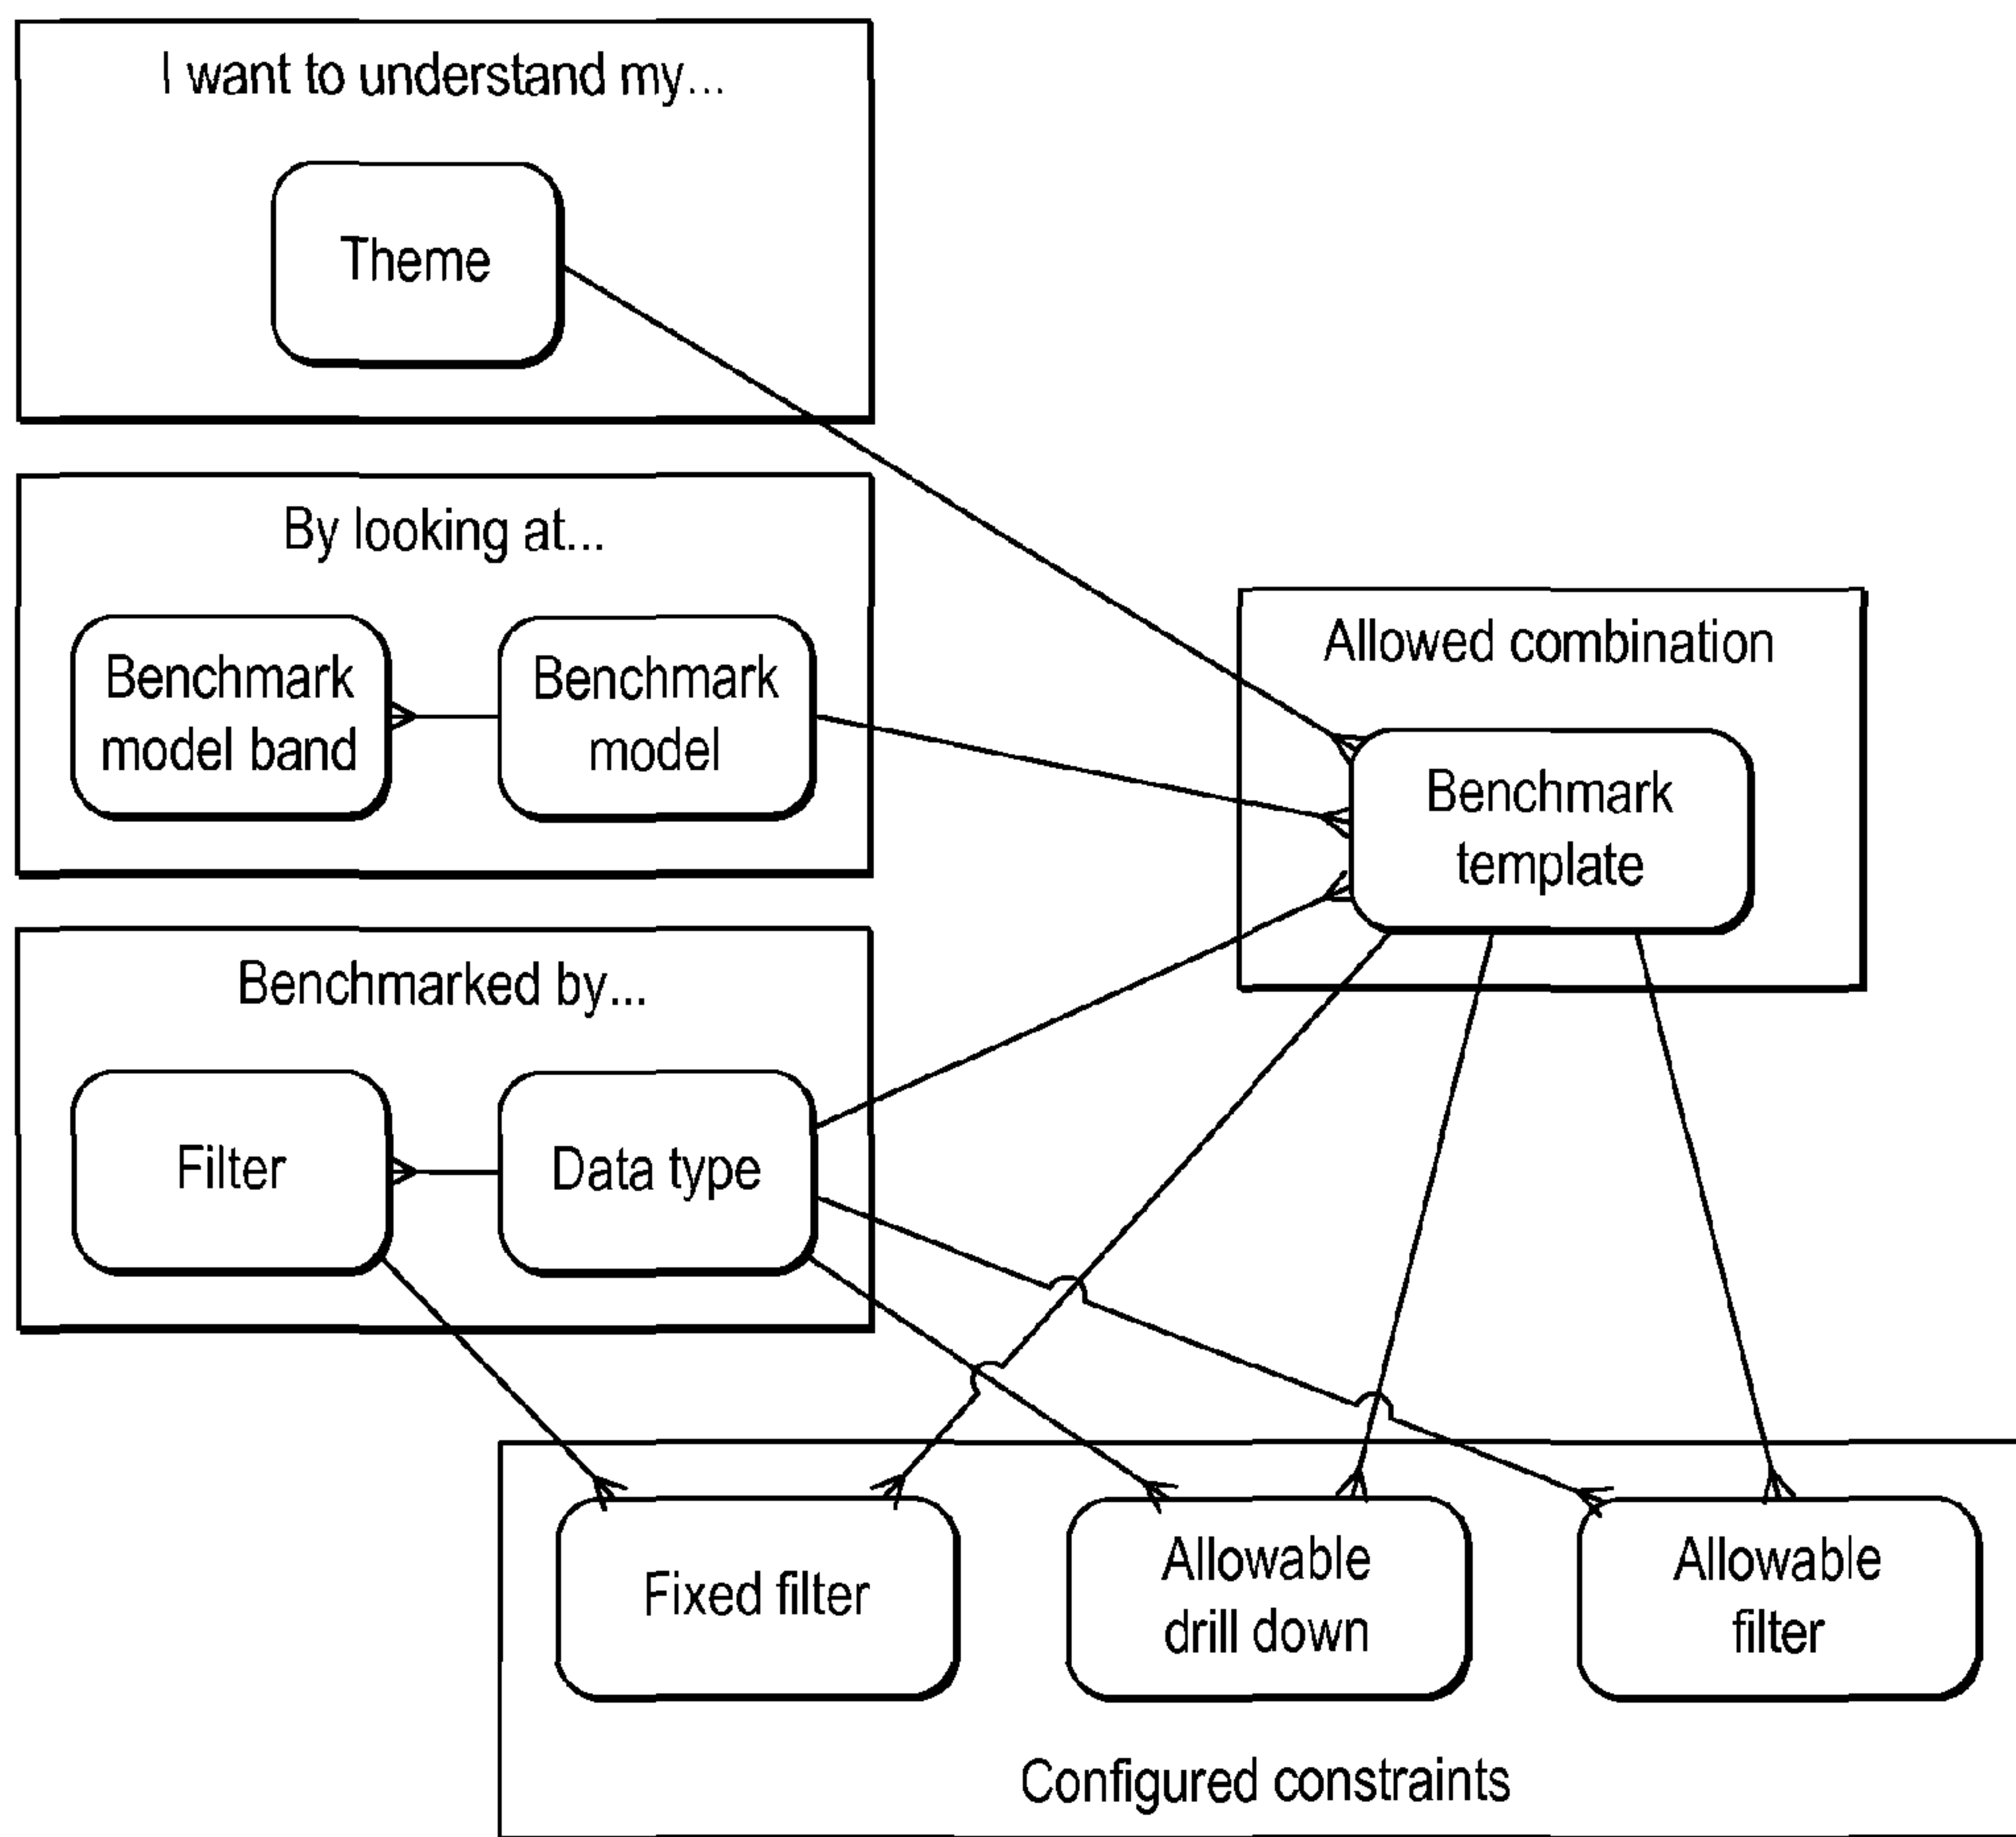 I want to understand my...
Theme
By looking at...
Benchmark
model band
Benchmark
model
Allowed combination
Benchmark
template
Benchmarked by...
Filter
Data type
Fixed filter
Allowable
drill down
Allowable
filter
Configured constraints